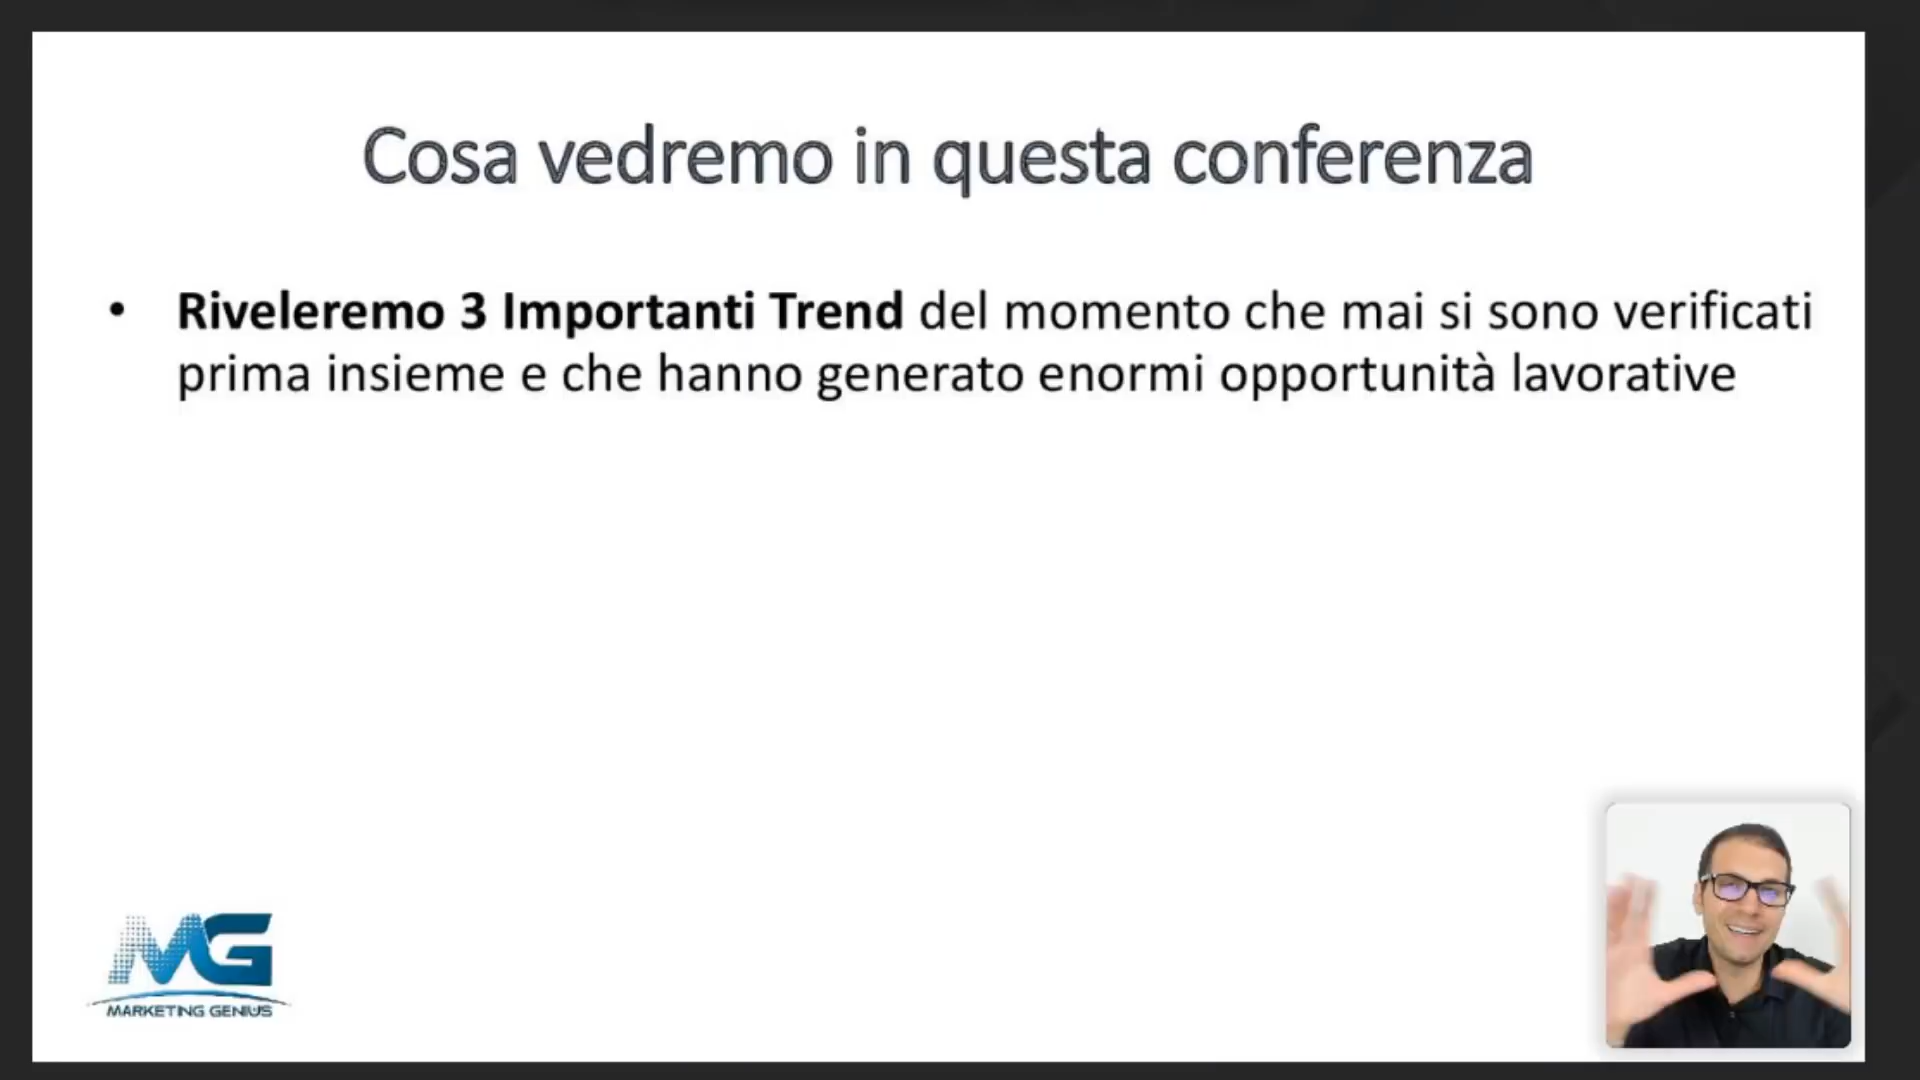 Cosa vedremo in questa conferenza
• Riveleremo 3 Importanti Trend del momento che mai si sono verificati
prima insieme e che hanno generato enormi opportunità lavorative
MG
MARKETING GENIUS